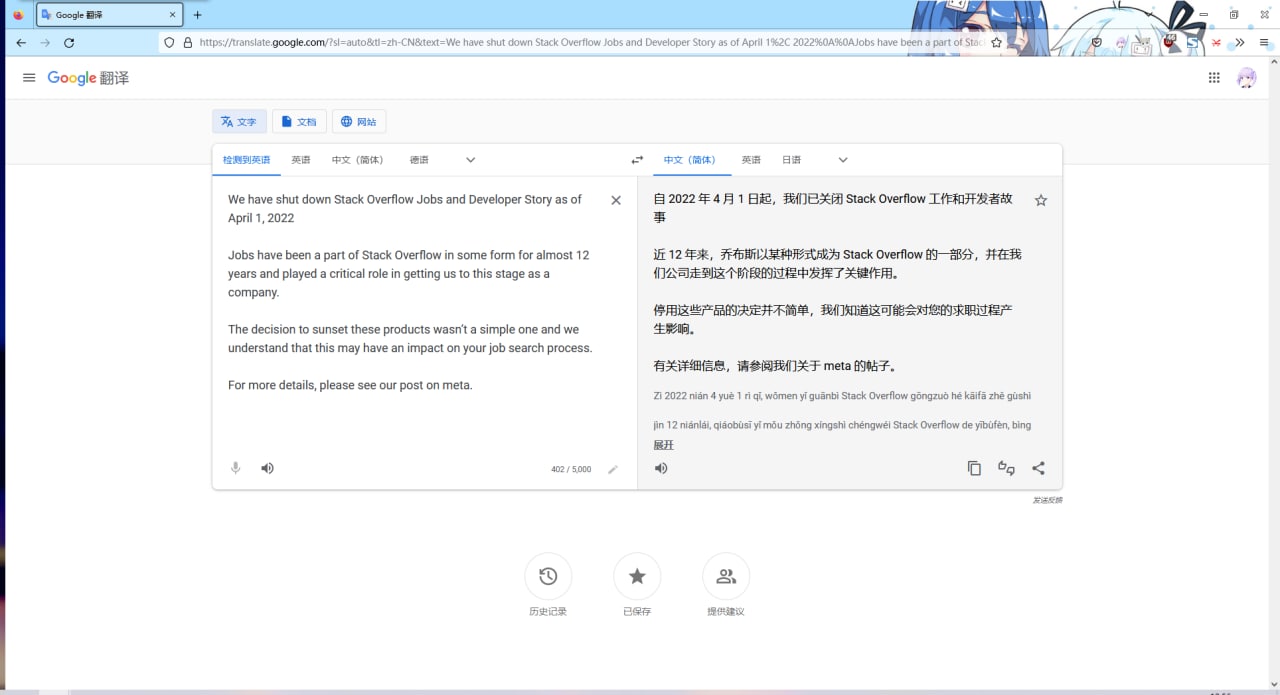 Google 翻译
https://translate.google.com/?sl=auto&tl=zh-CN&text=We have shut down Stack Overflow Jobs and Developer Story as of April 1%2C 2022%0A%0AJobs have been a part of Stac
Google 翻译
文字 文档 网站
检测到英语 英语 中文（简体） 德语
中文（简体） 英语 日语
We have shut down Stack Overflow Jobs and Developer Story as of
April 1, 2022
Jobs have been a part of Stack Overflow in some form for almost 12
years and played a critical role in getting us to this stage as a
company.
The decision to sunset these products wasn't a simple one and we
understand that this may have an impact on your job search process.
For more details, please see our post on meta.
402 / 5,000
自 2022 年 4 月 1 日起，我们已关闭 Stack Overflow 工作和开发者故
事
近 12 年来，乔布斯以某种形式成为 Stack Overflow 的一部分，并在我
们公司走到这个阶段的过程中发挥了关键作用。
停用这些产品的决定并不简单，我们知道这可能会对您的求职过程产
生影响。
有关详细信息，请参阅我们关于 meta 的帖子。
Zì 2022 nián 4 yuè 1 rì qǐ, wǒmen yǐ guānbì Stack Overflow gōngzuò hé kāifā zhě gùshì
jìn 12 niánlái, qiáobùsī yǐ mǒu zhǒng xíngshì chéngwéi Stack Overflow de yībùfèn, bìng
展开
发送反馈
历史记录 已保存 提供建议